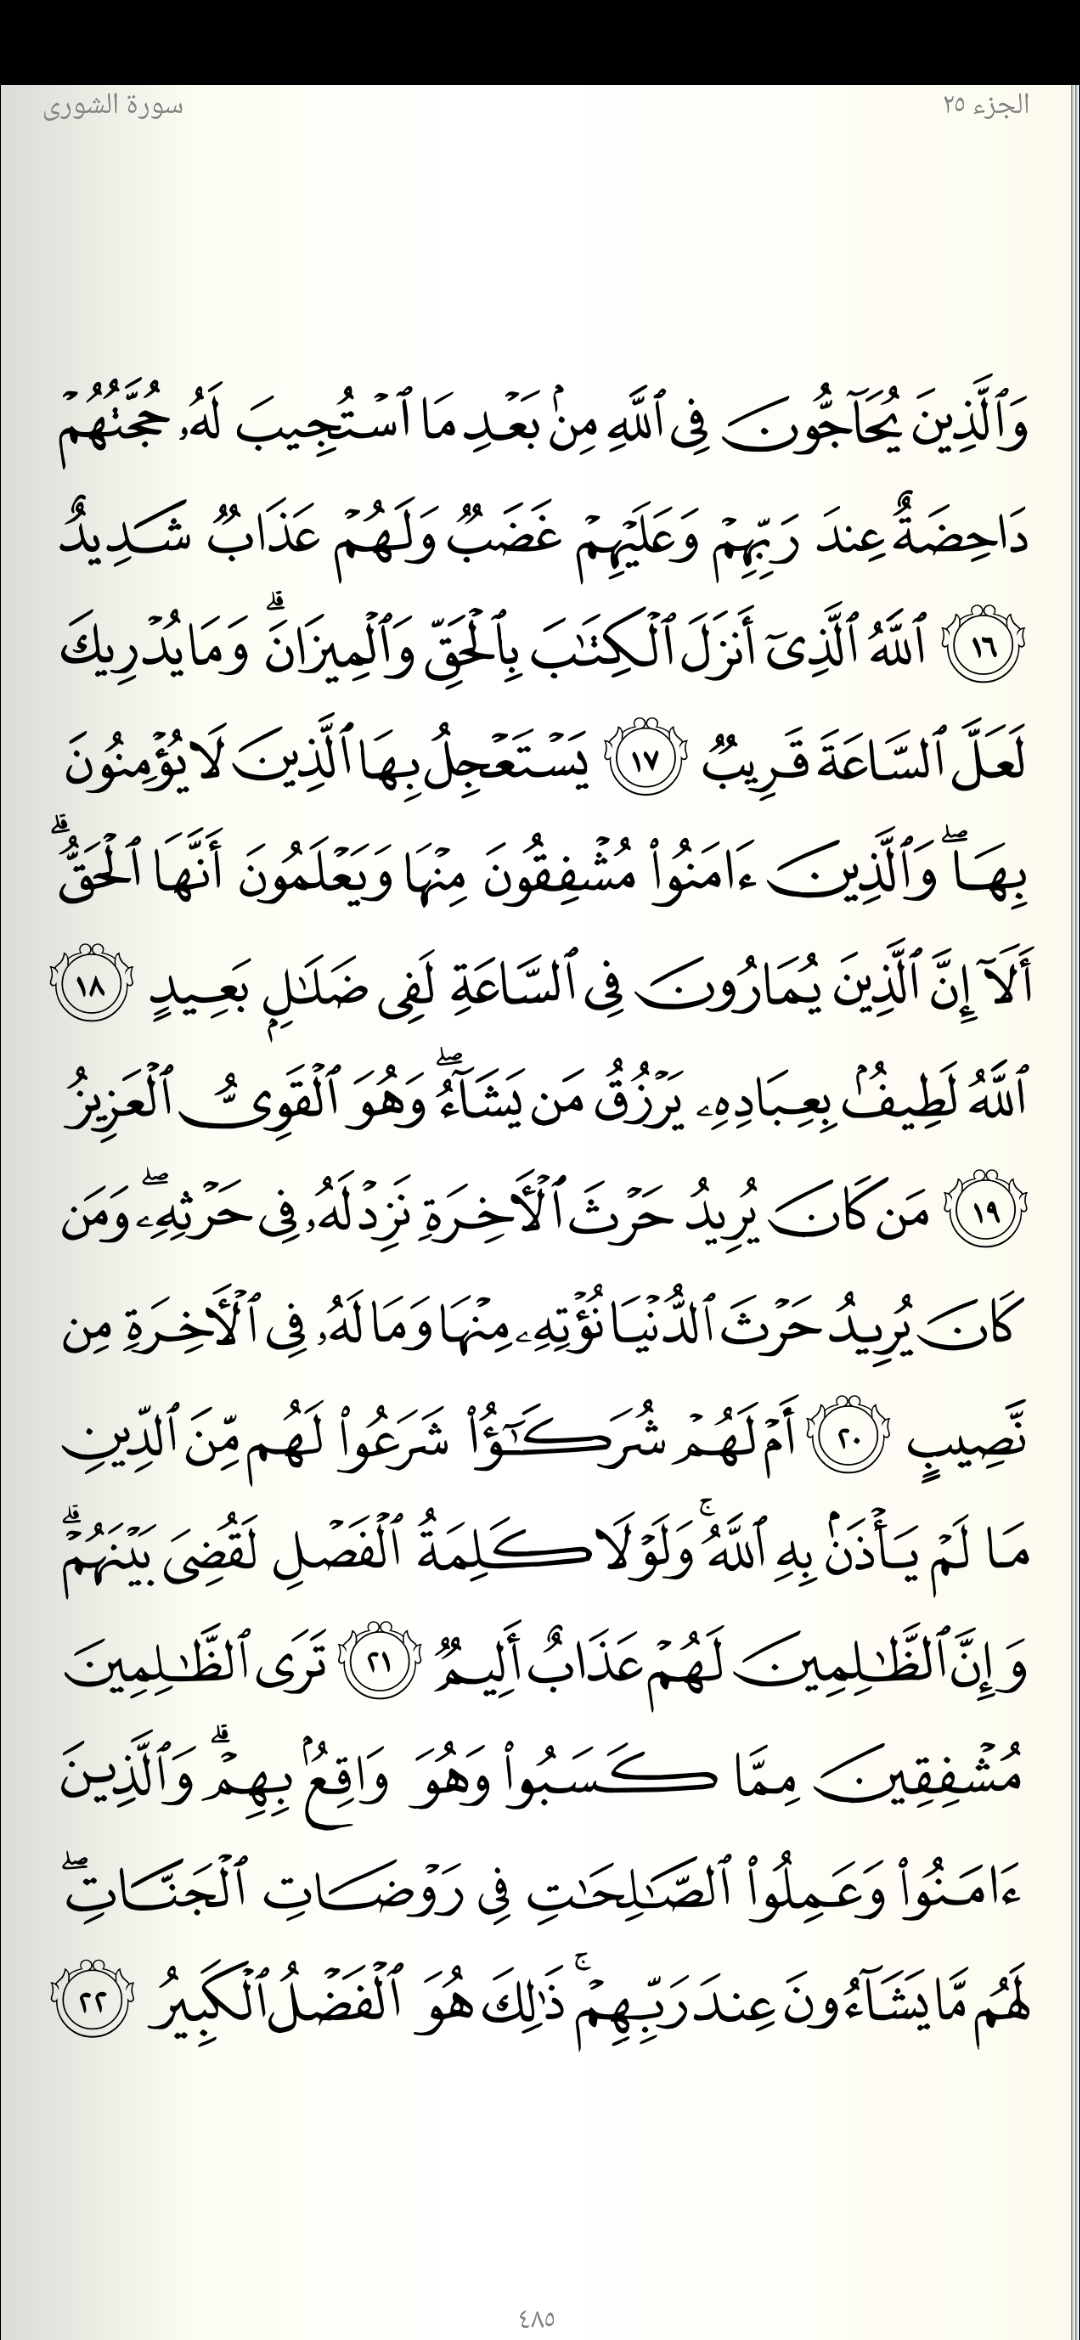 الجزء ٢٥
سورة الشورى
وَٱلَّذِينَ يُحَآجُّونَ فِى ٱللَّهِ مِنۢ بَعۡدِ مَا ٱسۡتُجِيبَ لَهُۥ حُجَّتُهُمۡ
دَاحِضَةٌ عِندَ رَبِّهِمۡ وَعَلَيۡهِمۡ غَضَبٞ وَلَهُمۡ عَذَابٞ شَدِيدٌ
١٦ ٱللَّهُ ٱلَّذِىٓ أَنزَلَ ٱلۡكِتَٰبَ بِٱلۡحَقِّ وَٱلۡمِيزَانَۗ وَمَا يُدۡرِيكَ
لَعَلَّ ٱلسَّاعَةَ قَرِيبٞ ١٧ يَسۡتَعۡجِلُ بِهَا ٱلَّذِينَ لَا يُؤۡمِنُونَ
بِهَاۖ وَٱلَّذِينَ ءَامَنُواْ مُشۡفِقُونَ مِنۡهَا وَيَعۡلَمُونَ أَنَّهَا ٱلۡحَقُّۗ
أَلَآ إِنَّ ٱلَّذِينَ يُمَارُونَ فِى ٱلسَّاعَةِ لَفِى ضَلَٰلِۭ بَعِيدٍ ١٨
ٱللَّهُ لَطِيفُۢ بِعِبَادِهِۦ يَرۡزُقُ مَن يَشَآءُۖ وَهُوَ ٱلۡقَوِىُّ ٱلۡعَزِيزُ
١٩ مَن كَانَ يُرِيدُ حَرۡثَ ٱلۡأٓخِرَةِ نَزِدۡ لَهُۥ فِى حَرۡثِهِۦۖ وَمَن
كَانَ يُرِيدُ حَرۡثَ ٱلدُّنۡيَا نُؤۡتِهِۦ مِنۡهَا وَمَا لَهُۥ فِى ٱلۡأٓخِرَةِ مِن
نَّصِيبٍ ٢٠ أَمۡ لَهُمۡ شُرَكَٰٓؤُاْ شَرَعُواْ لَهُم مِّنَ ٱلدِّينِ
مَا لَمۡ يَأۡذَنۢ بِهِ ٱللَّهُۚ وَلَوۡلَا كَلِمَةُ ٱلۡفَصۡلِ لَقُضِىَ بَيۡنَهُمۡۗ
وَإِنَّ ٱلظَّٰلِمِينَ لَهُمۡ عَذَابٌ أَلِيمٞ ٢١ تَرَى ٱلظَّٰلِمِينَ
مُشۡفِقِينَ مِمَّا كَسَبُواْ وَهُوَ وَاقِعُۢ بِهِمۡۗ وَٱلَّذِينَ
ءَامَنُواْ وَعَمِلُواْ ٱلصَّٰلِحَٰتِ فِى رَوۡضَاتِ ٱلۡجَنَّاتِۖ
لَهُم مَّا يَشَآءُونَ عِندَ رَبِّهِمۡۚ ذَٰلِكَ هُوَ ٱلۡفَضۡلُ ٱلۡكَبِيرُ ٢٢
٤٨٥